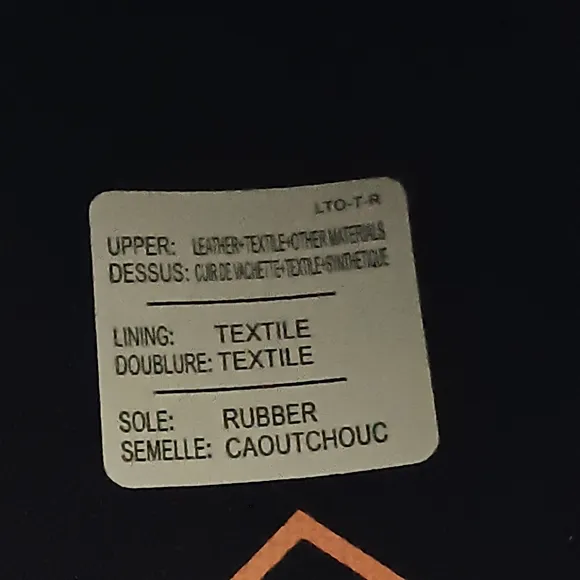 LTO-T-R
UPPER: LEATHER+TEXTILE+OTHER MATERIALS
DESSUS: CUIR DE VACHETTE+TEXTILE+SYNTHETIQUE
LINING: TEXTILE
DOUBLURE: TEXTILE
SOLE: RUBBER
SEMELLE: CAOUTCHOUC